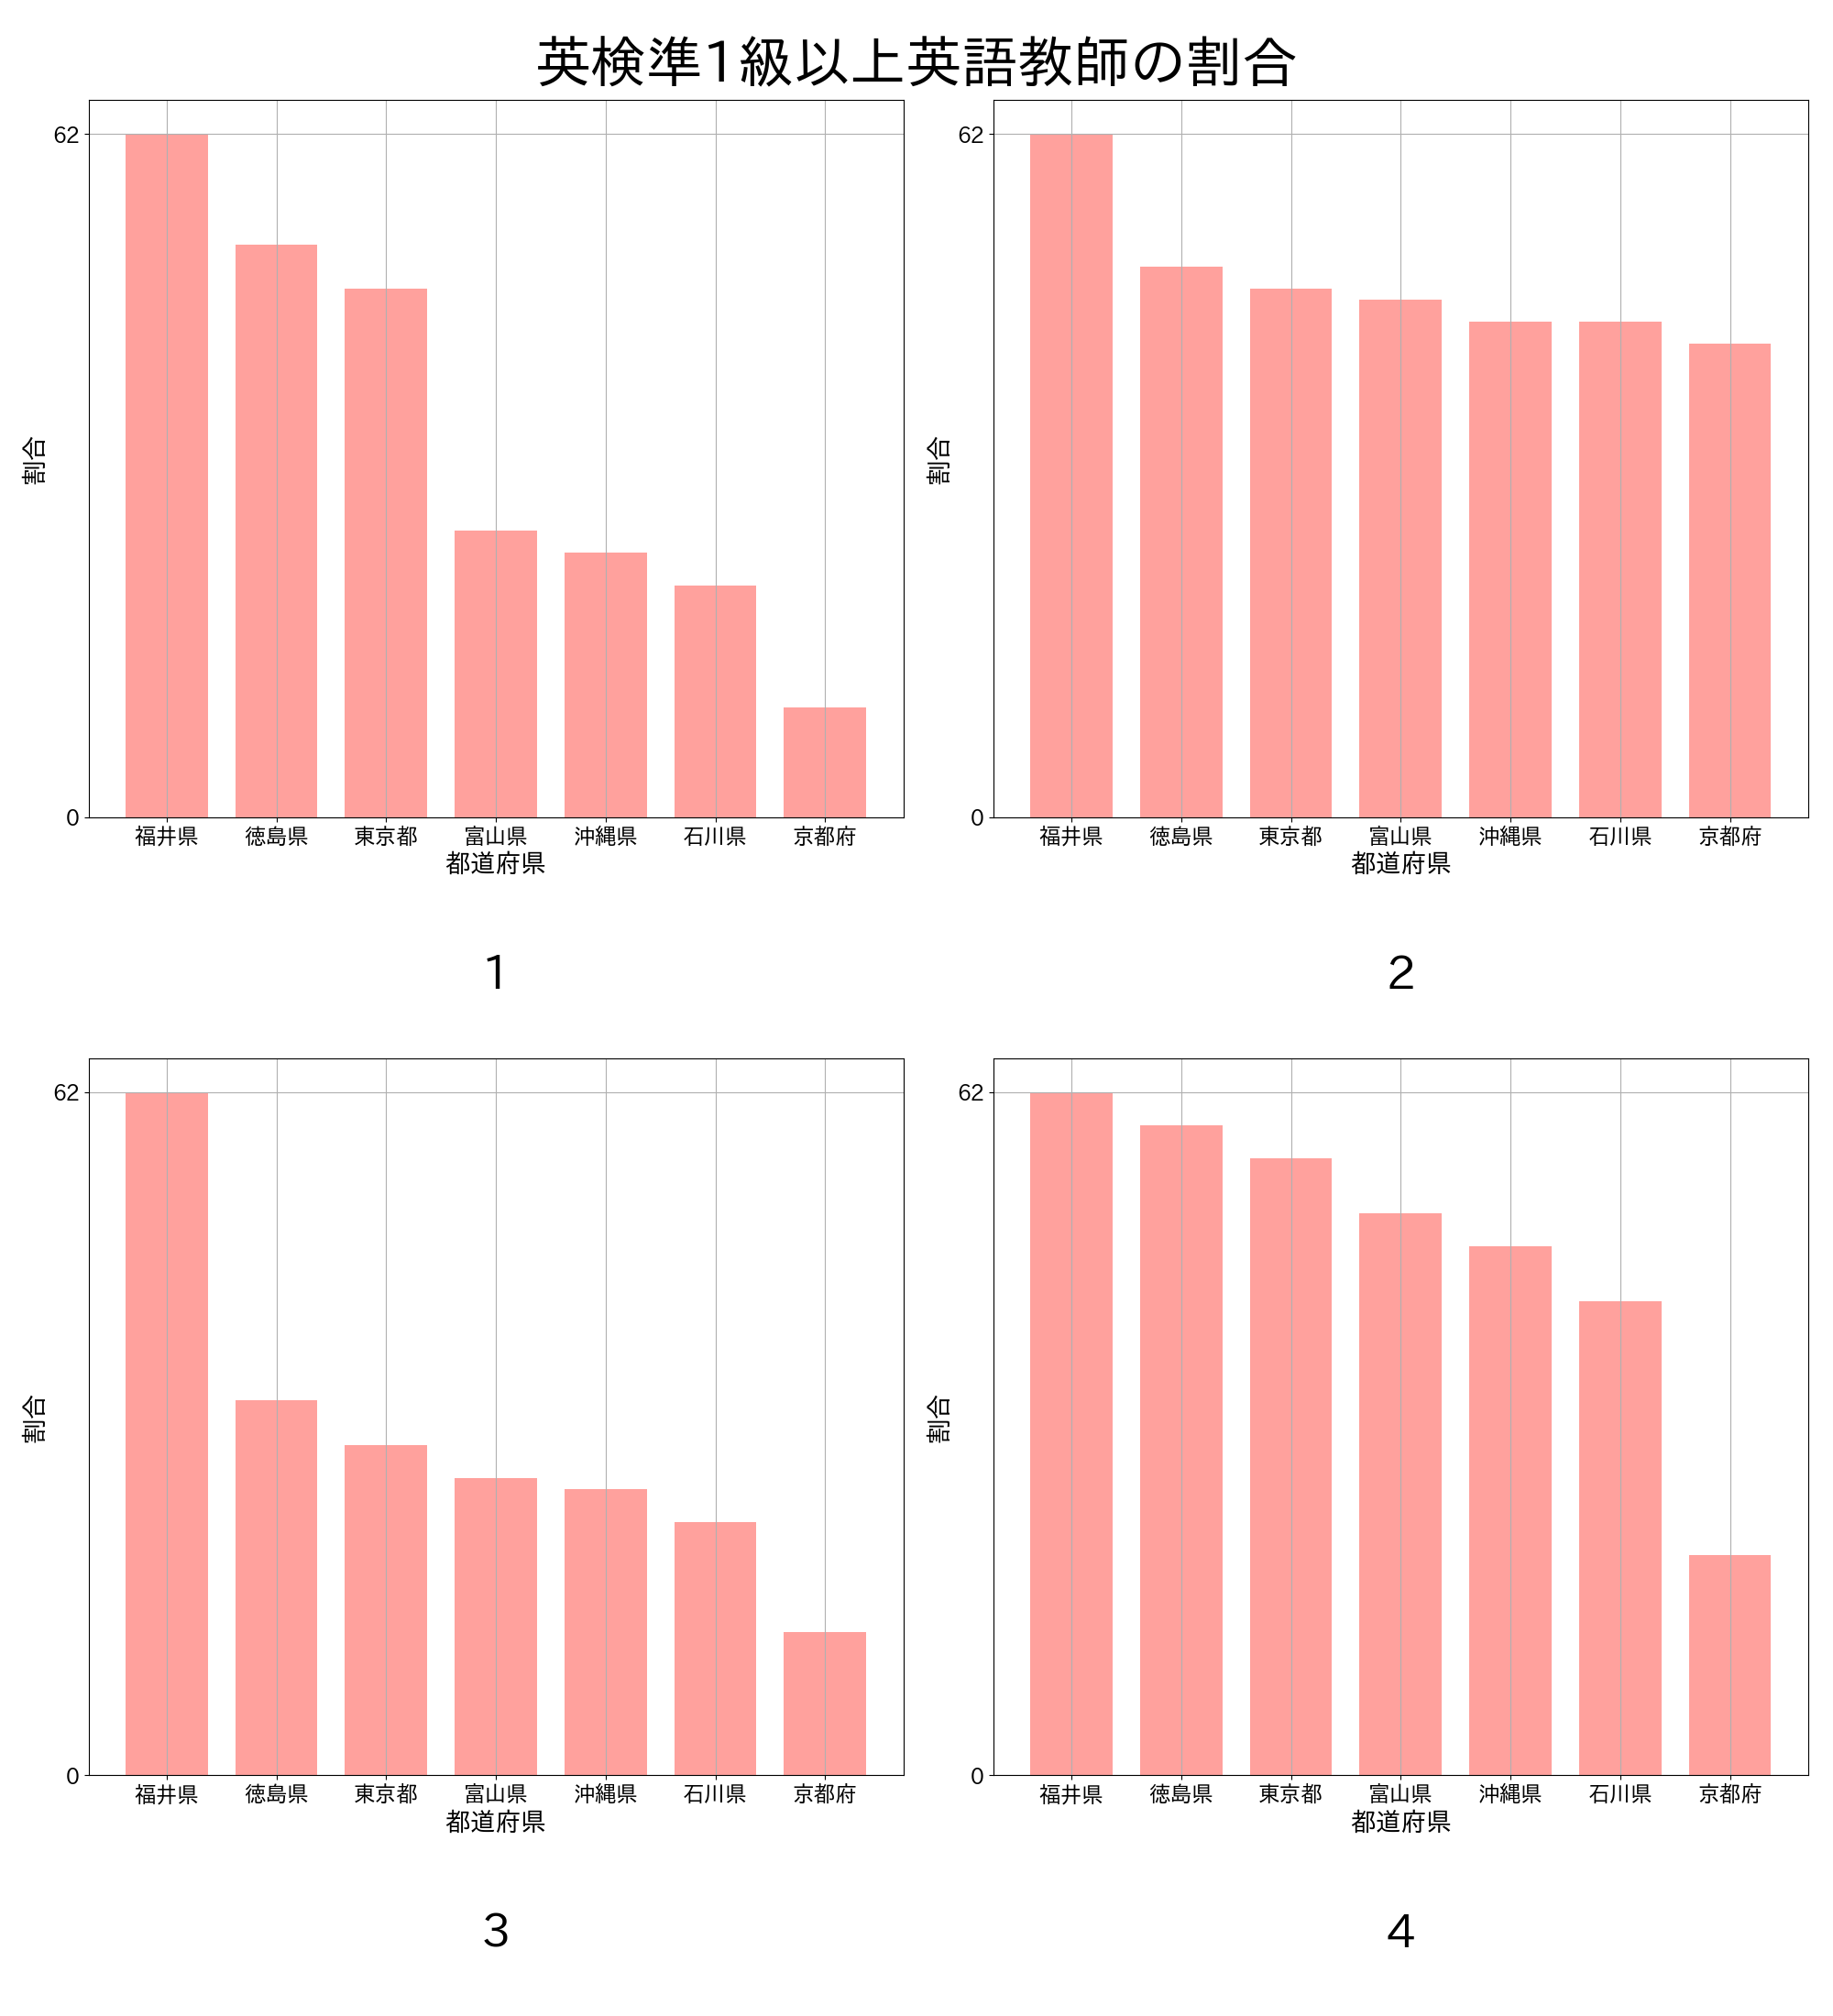 英検準1級以上英語教師の割合
62
0
割合
福井県 徳島県 東京都 富山県 沖縄県 石川県 京都府
都道府県
1
62
0
割合
福井県 徳島県 東京都 富山県 沖縄県 石川県 京都府
都道府県
2
62
0
割合
福井県 徳島県 東京都 富山県 沖縄県 石川県 京都府
都道府県
3
62
0
割合
福井県 徳島県 東京都 富山県 沖縄県 石川県 京都府
都道府県
4